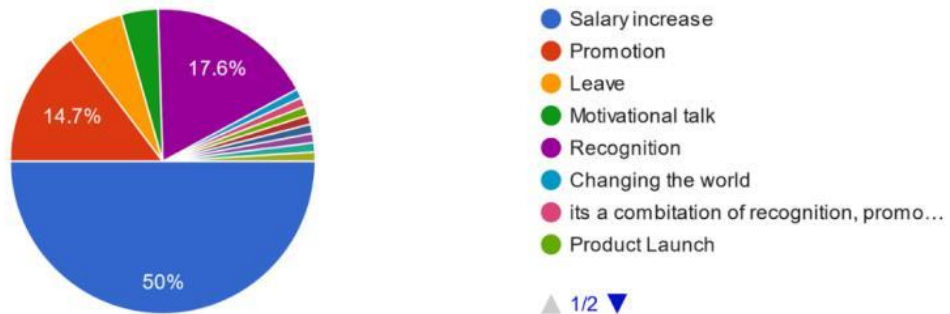 17.6%
14.7%
50%
Salary increase
Promotion
Leave
Motivational talk
Recognition
Changing the world
its a combitation of recognition, promo…
Product Launch
1/2